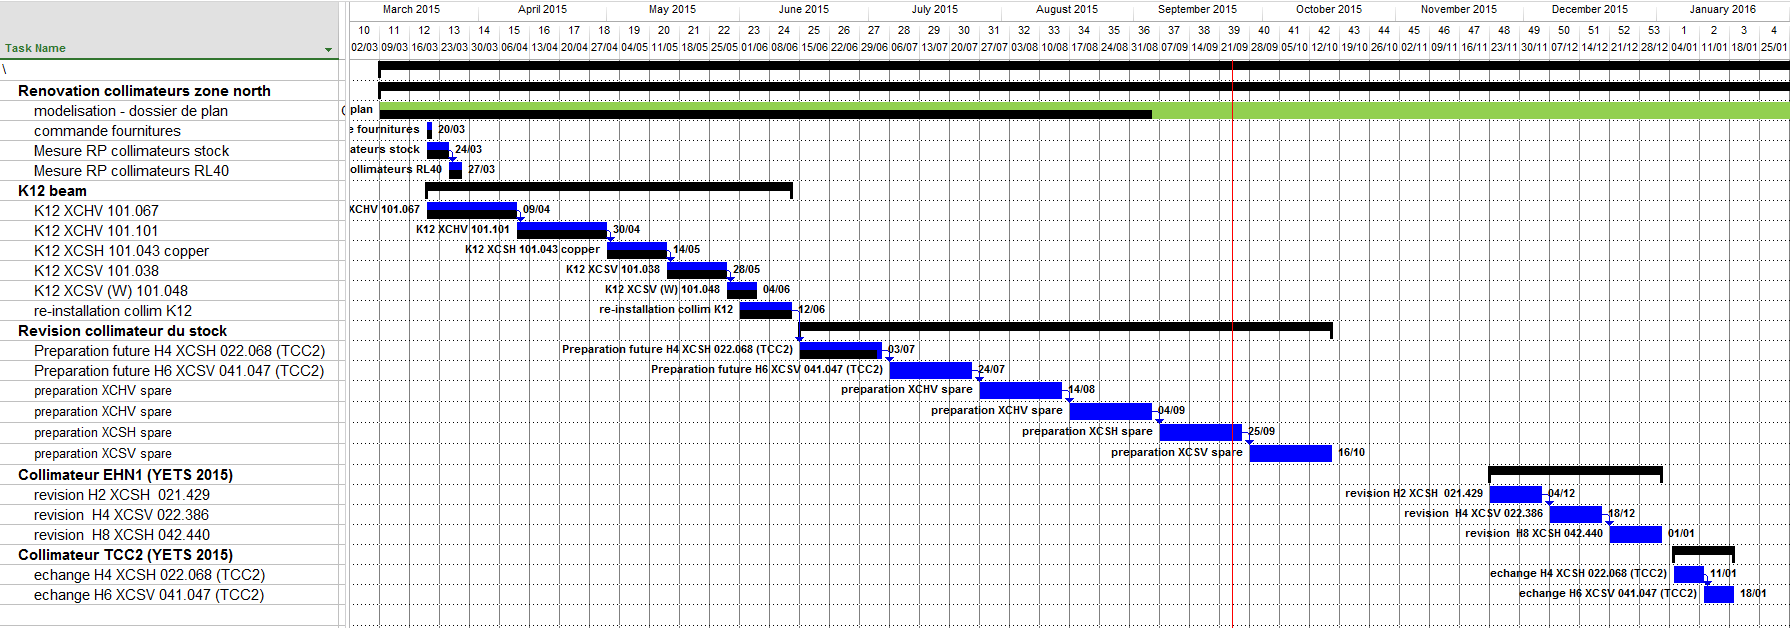 March 2015 April 2015 May 2015 June 2015 July 2015 August 2015 September 2015 October 2015 November 2015 December 2015 January 2016
10 11 12 13 14 15 16 17 18 19 20 21 22 23 24 25 26 27 28 29 30 31 32 33 34 35 36 37 38 39 40 41 42 43 44 45 46 47 48 49 50 51 52 53 1 2 3 4
Task Name 02/03 09/03 16/03 23/03 30/03 06/04 13/04 20/04 27/04 04/05 11/05 18/05 25/05 01/06 08/06 15/06 22/06 29/06 06/07 13/07 20/07 27/07 03/08 10/08 17/08 24/08 31/08 07/09 14/09 21/09 28/09 05/10 12/10 19/10 26/10 02/11 09/11 16/11 23/11 30/11 07/12 14/12 21/12 28/12 04/01 11/01 18/01 25/01
\
Renovation collimateurs zone north
modelisation - dossier de plan plan
commande fournitures e fournitures 20/03
Mesure RP collimateurs stock ateurs stock 24/03
Mesure RP collimateurs RL40 ollimateurs RL40 27/03
K12 beam
K12 XCHV 101.067 XCHV 101.067 09/04
K12 XCHV 101.101 K12 XCHV 101.101 30/04
K12 XCSH 101.043 copper K12 XCSH 101.043 copper 14/05
K12 XCSV 101.038 K12 XCSV 101.038 28/05
K12 XCSV (W) 101.048 K12 XCSV (W) 101.048 04/06
re-installation collim K12 re-installation collim K12 12/06
Revision collimateur du stock
Preparation future H4 XCSH 022.068 (TCC2) Preparation future H4 XCSH 022.068 (TCC2) 03/07
Preparation future H6 XCSV 041.047 (TCC2) Preparation future H6 XCSV 041.047 (TCC2) 24/07
preparation XCHV spare preparation XCHV spare 14/08
preparation XCHV spare preparation XCHV spare 04/09
preparation XCSH spare preparation XCSH spare 25/09
preparation XCSV spare preparation XCSV spare 16/10
Collimateur EHN1 (YETS 2015)
revision H2 XCSH 021.429 revision H2 XCSH 021.429 04/12
revision H4 XCSV 022.386 revision H4 XCSV 022.386 18/12
revision H8 XCSH 042.440 revision H8 XCSH 042.440 01/01
Collimateur TCC2 (YETS 2015)
echange H4 XCSH 022.068 (TCC2) echange H4 XCSH 022.068 (TCC2) 11/01
echange H6 XCSV 041.047 (TCC2) echange H6 XCSV 041.047 (TCC2) 18/01